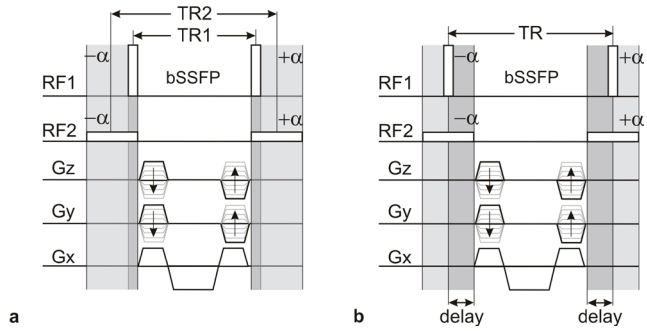 TR2
TR1
−α
+α
bSSFP
RF1
−α
+α
RF2
Gz
Gy
Gx
a
TR
bSSFP
+α
RF1
−α
+α
RF2
−α
Gz
Gy
Gx
delay
delay
b